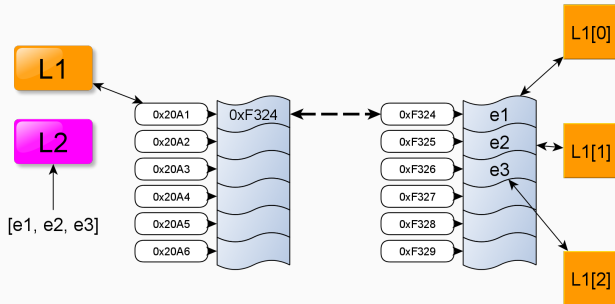 L1
L2
[e1, e2, e3]
0x20A1
0x20A2
0x20A3
0x20A4
0x20A5
0x20A6
0xF324
0xF324
0xF325
0xF326
0xF327
0xF328
0xF329
e1
e2
e3
L1[0]
L1[1]
L1[2]